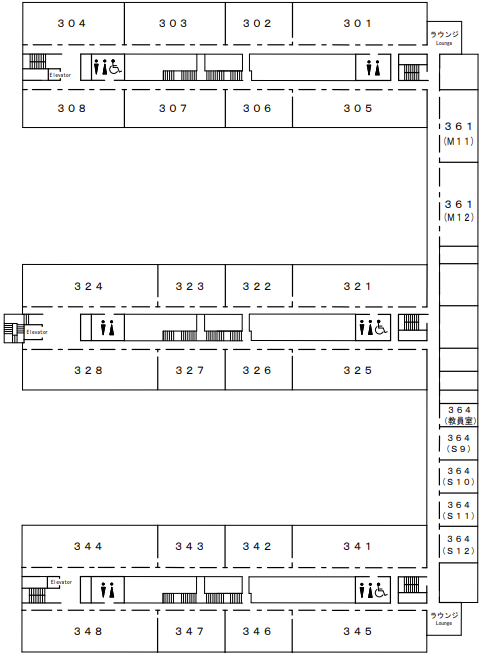 ３０４ ３０３ ３０２ ３０１
ラウンジ
Lounge
Elevator
３０８ ３０７ ３０６ ３０５
３６１
(Ｍ１１)
３６１
(Ｍ１２)
３２４ ３２３ ３２２ ３２１
Elevator
３２８ ３２７ ３２６ ３２５
３６４
(教員室)
３６４
(Ｓ９)
３６４
(Ｓ１０)
３６４
(Ｓ１１)
３６４
(Ｓ１２)
３４４ ３４３ ３４２ ３４１
Elevator
ラウンジ
Lounge
３４８ ３４７ ３４６ ３４５